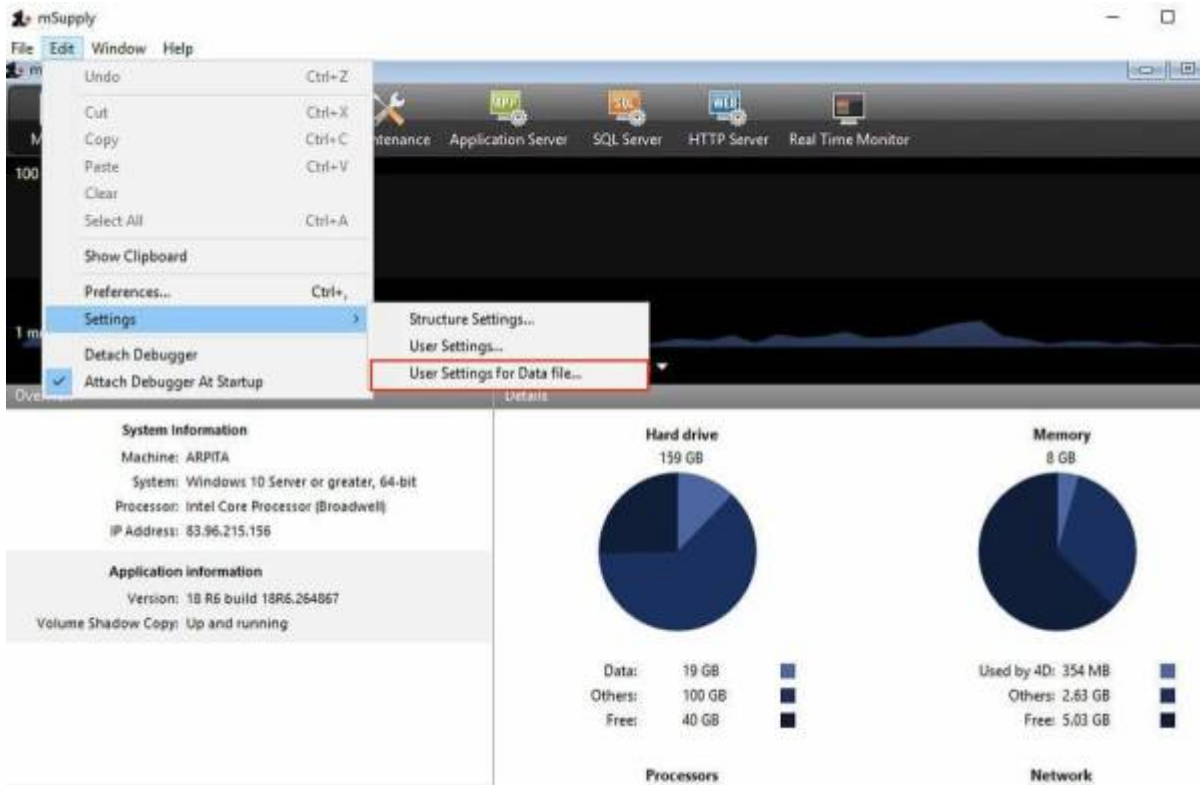 mSupply
File Edit Window Help
Undo Ctrl+Z
Cut Ctrl+X
Copy Ctrl+C
Paste Ctrl+V
Clear
Select All Ctrl+A
Show Clipboard
Preferences... Ctrl+,
Settings
Detach Debugger
Attach Debugger At Startup
Structure Settings...
User Settings...
User Settings for Data file...
tenance Application Server SQL Server HTTP Server Real Time Monitor
100
Details
System Information
Machine: ARPITA
System: Windows 10 Server or greater, 64-bit
Processor: Intel Core Processor (Broadwell)
IP Address: 83.96.215.156
Application information
Version: 18 R6 build 18R6.264867
Volume Shadow Copy: Up and running
Hard drive
159 GB
Data: 19 GB
Others: 100 GB
Free: 40 GB
Memory
8 GB
Used by 4D: 354 MB
Others: 2.63 GB
Free: 5.03 GB
Processors
Network